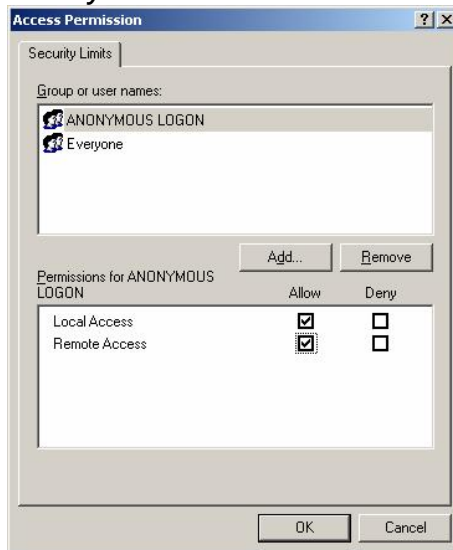 Access Permission
Security Limits
Group or user names:
ANONYMOUS LOGON
Everyone
Add... Remove
Permissions for ANONYMOUS
LOGON Allow Deny
Local Access
Remote Access
OK Cancel